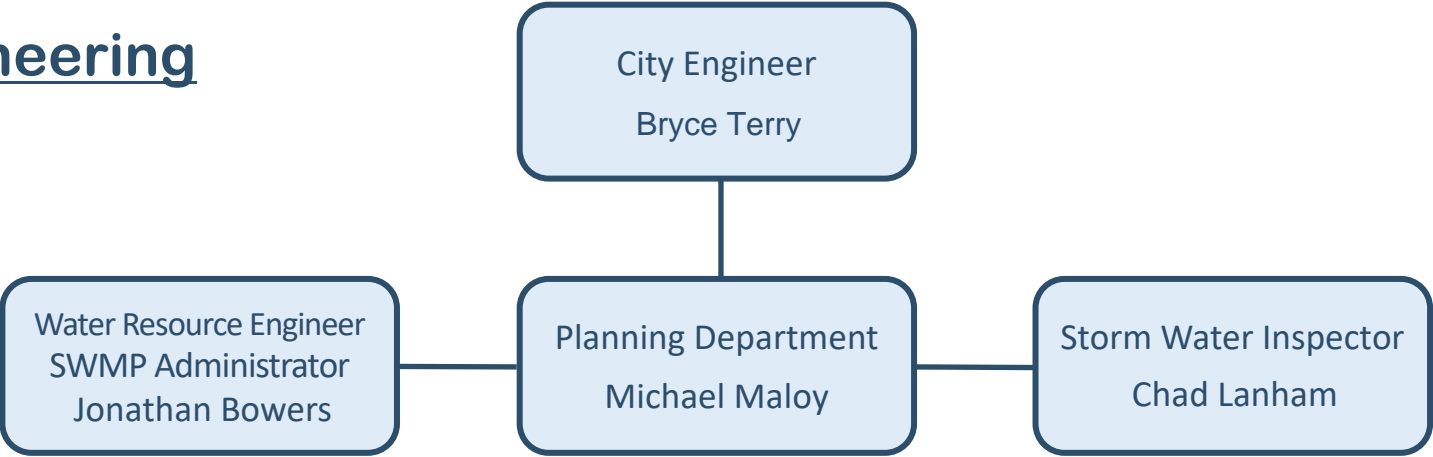 neering
City Engineer
Bryce Terry
Water Resource Engineer
SWMP Administrator
Jonathan Bowers
Planning Department
Michael Maloy
Storm Water Inspector
Chad Lanham